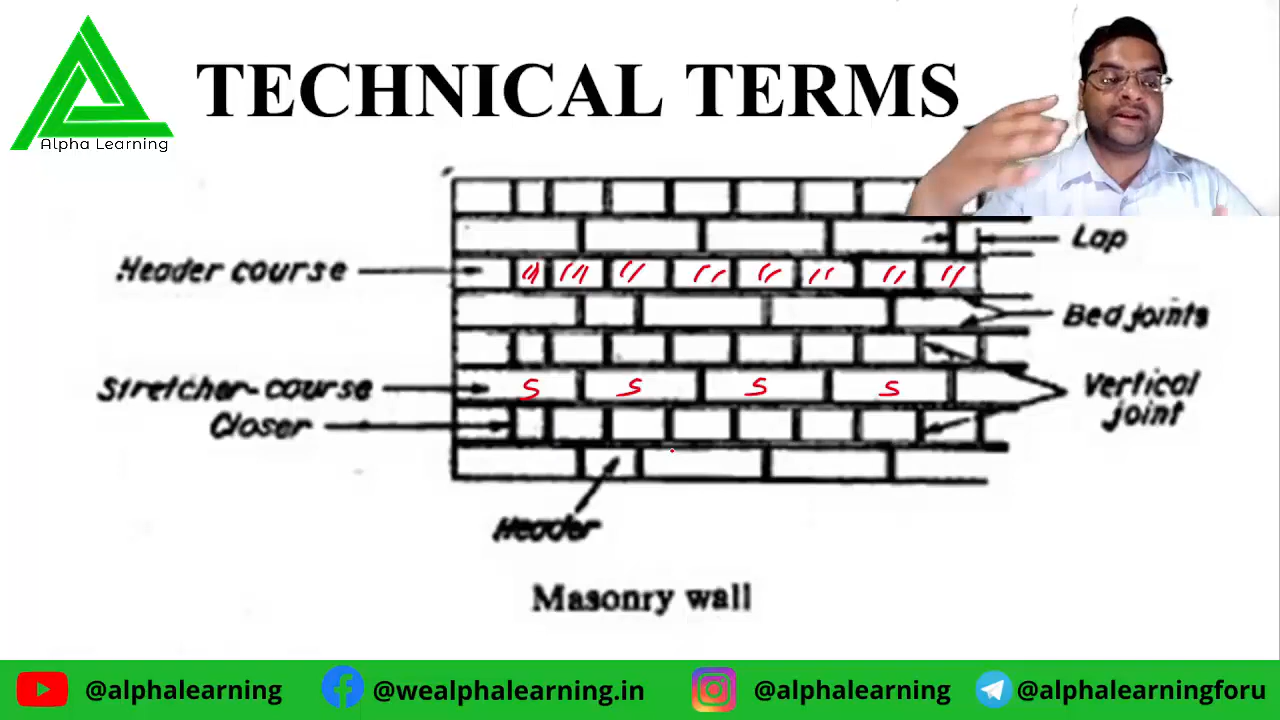 TECHNICAL TERMS
Alpha Learning
Lap
Header course
Bed joints
Stretcher-course
S S S S
Vertical
joint
Closer
Header
Masonry wall
@alphalearning
@wealphalearning.in
@alphalearning
@alphalearningforu